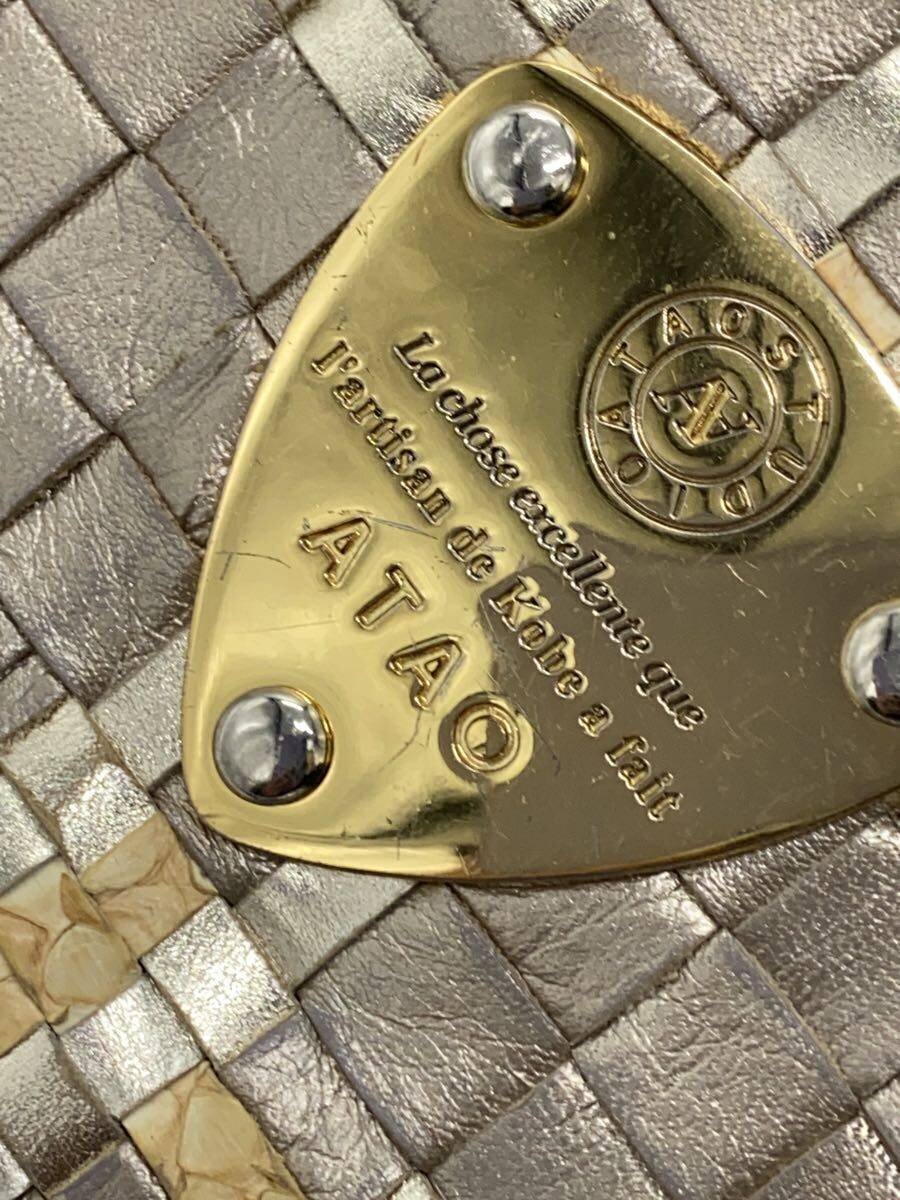 ATAO STUDIO
A
La chose excellente que
l'artisan de Kobe a fait
ATAO